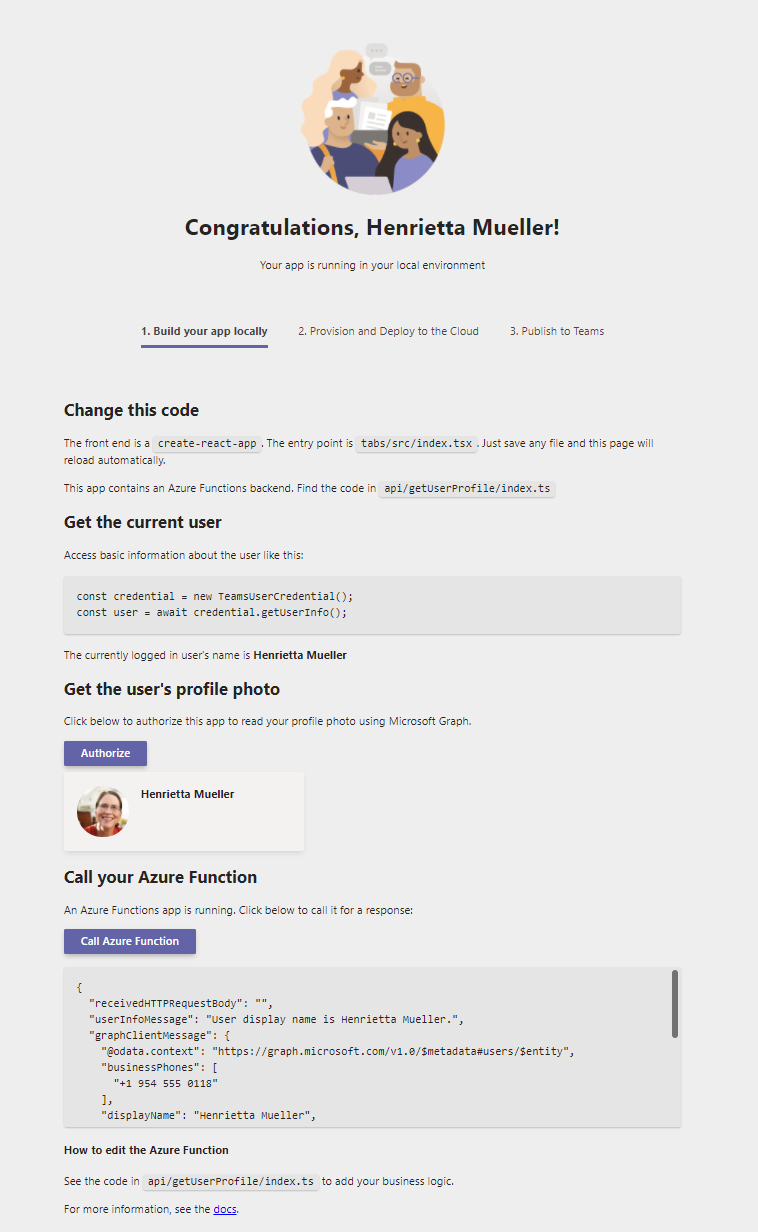 Congratulations, Henrietta Mueller!
Your app is running in your local environment
1. Build your app locally 2. Provision and Deploy to the Cloud 3. Publish to Teams
Change this code
The front end is a create-react-app. The entry point is tabs/src/index.tsx. Just save any file and this page will
reload automatically.
This app contains an Azure Functions backend. Find the code in api/getUserProfile/index.ts
Get the current user
Access basic information about the user like this:
const credential = new TeamsUserCredential();
const user = await credential.getUserInfo();
The currently logged in user's name is Henrietta Mueller
Get the user's profile photo
Click below to authorize this app to read your profile photo using Microsoft Graph.
Authorize
Henrietta Mueller
Call your Azure Function
An Azure Functions app is running. Click below to call it for a response:
Call Azure Function
{
"receivedHTTPRequestBody": "",
"userInfoMessage": "User display name is Henrietta Mueller.",
"graphClientMessage": {
"@odata.context": "https://graph.microsoft.com/v1.0/$metadata#users/$entity",
"businessPhones": [
"+1 954 555 0118"
],
"displayName": "Henrietta Mueller",
How to edit the Azure Function
See the code in api/getUserProfile/index.ts to add your business logic.
For more information, see the docs.